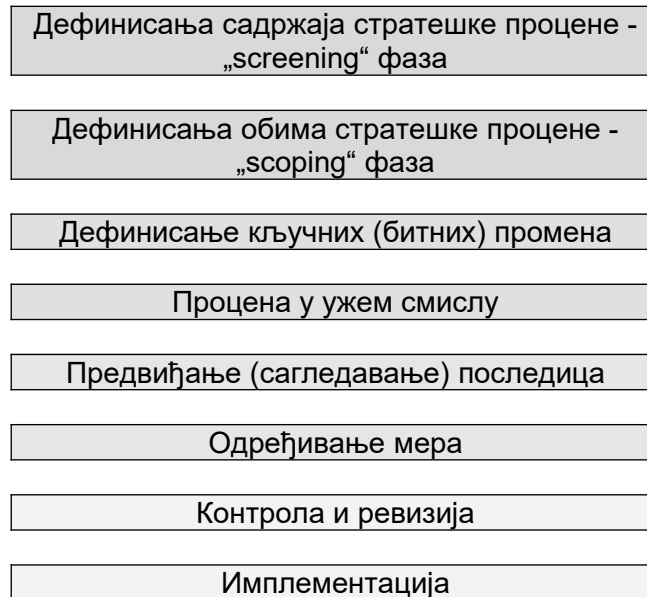 Дефинисања садржаја стратешке процене -
„screening“ фаза
Дефинисања обима стратешке процене -
„scoping“ фаза
Дефинисање кључних (битних) промена
Процена у ужем смислу
Предвиђање (сагледавање) последица
Одређивање мера
Контрола и ревизија
Имплементација